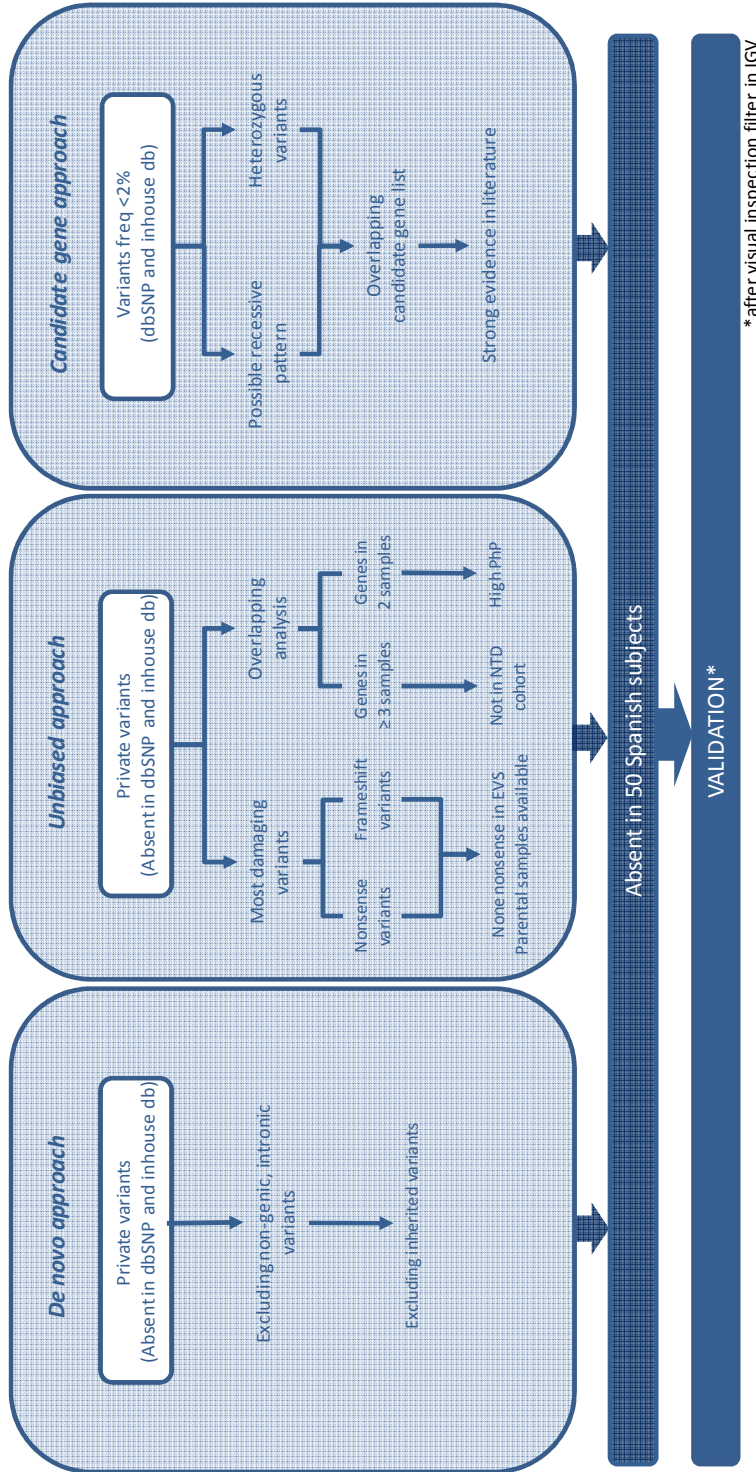 De novo approach
Private variants
(Absent in dbSNP and inhouse db)
Excluding non-genic, intronic
variants
Excluding inherited variants
Unbiased approach
Private variants
(Absent in dbSNP and inhouse db)
Most damaging
variants
Overlapping
analysis
Nonsense
variants
Frameshift
variants
Genes in
≥ 3 samples
Genes in
2 samples
None nonsense in EVS
Parental samples available
Not in NTD
cohort
High PhP
Candidate gene approach
Variants freq <2%
(dbSNP and inhouse db)
Possible recessive
pattern
Heterozygous
variants
Overlapping
candidate gene list
Strong evidence in literature
Absent in 50 Spanish subjects
VALIDATION*
*after visual inspection filter in IGV